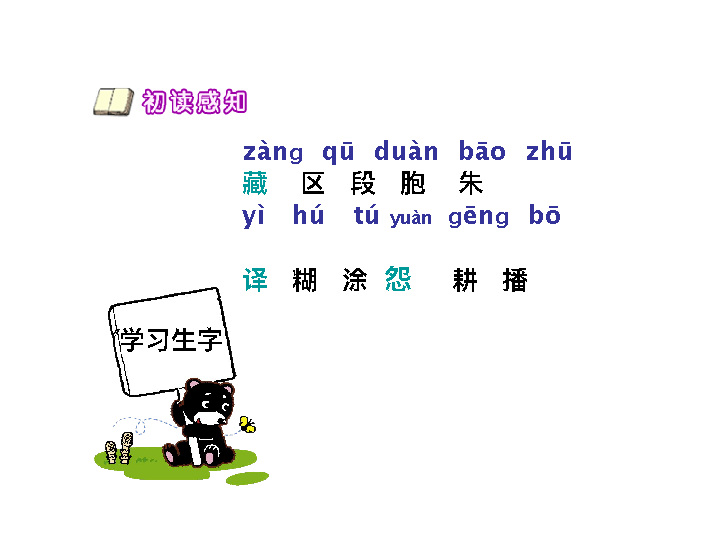 初读感知
zàng qū duàn bāo zhū
藏 区 段 胞 朱
yì hú tú yuàn gēng bō
译 糊 涂 怨 耕 播
学习生字